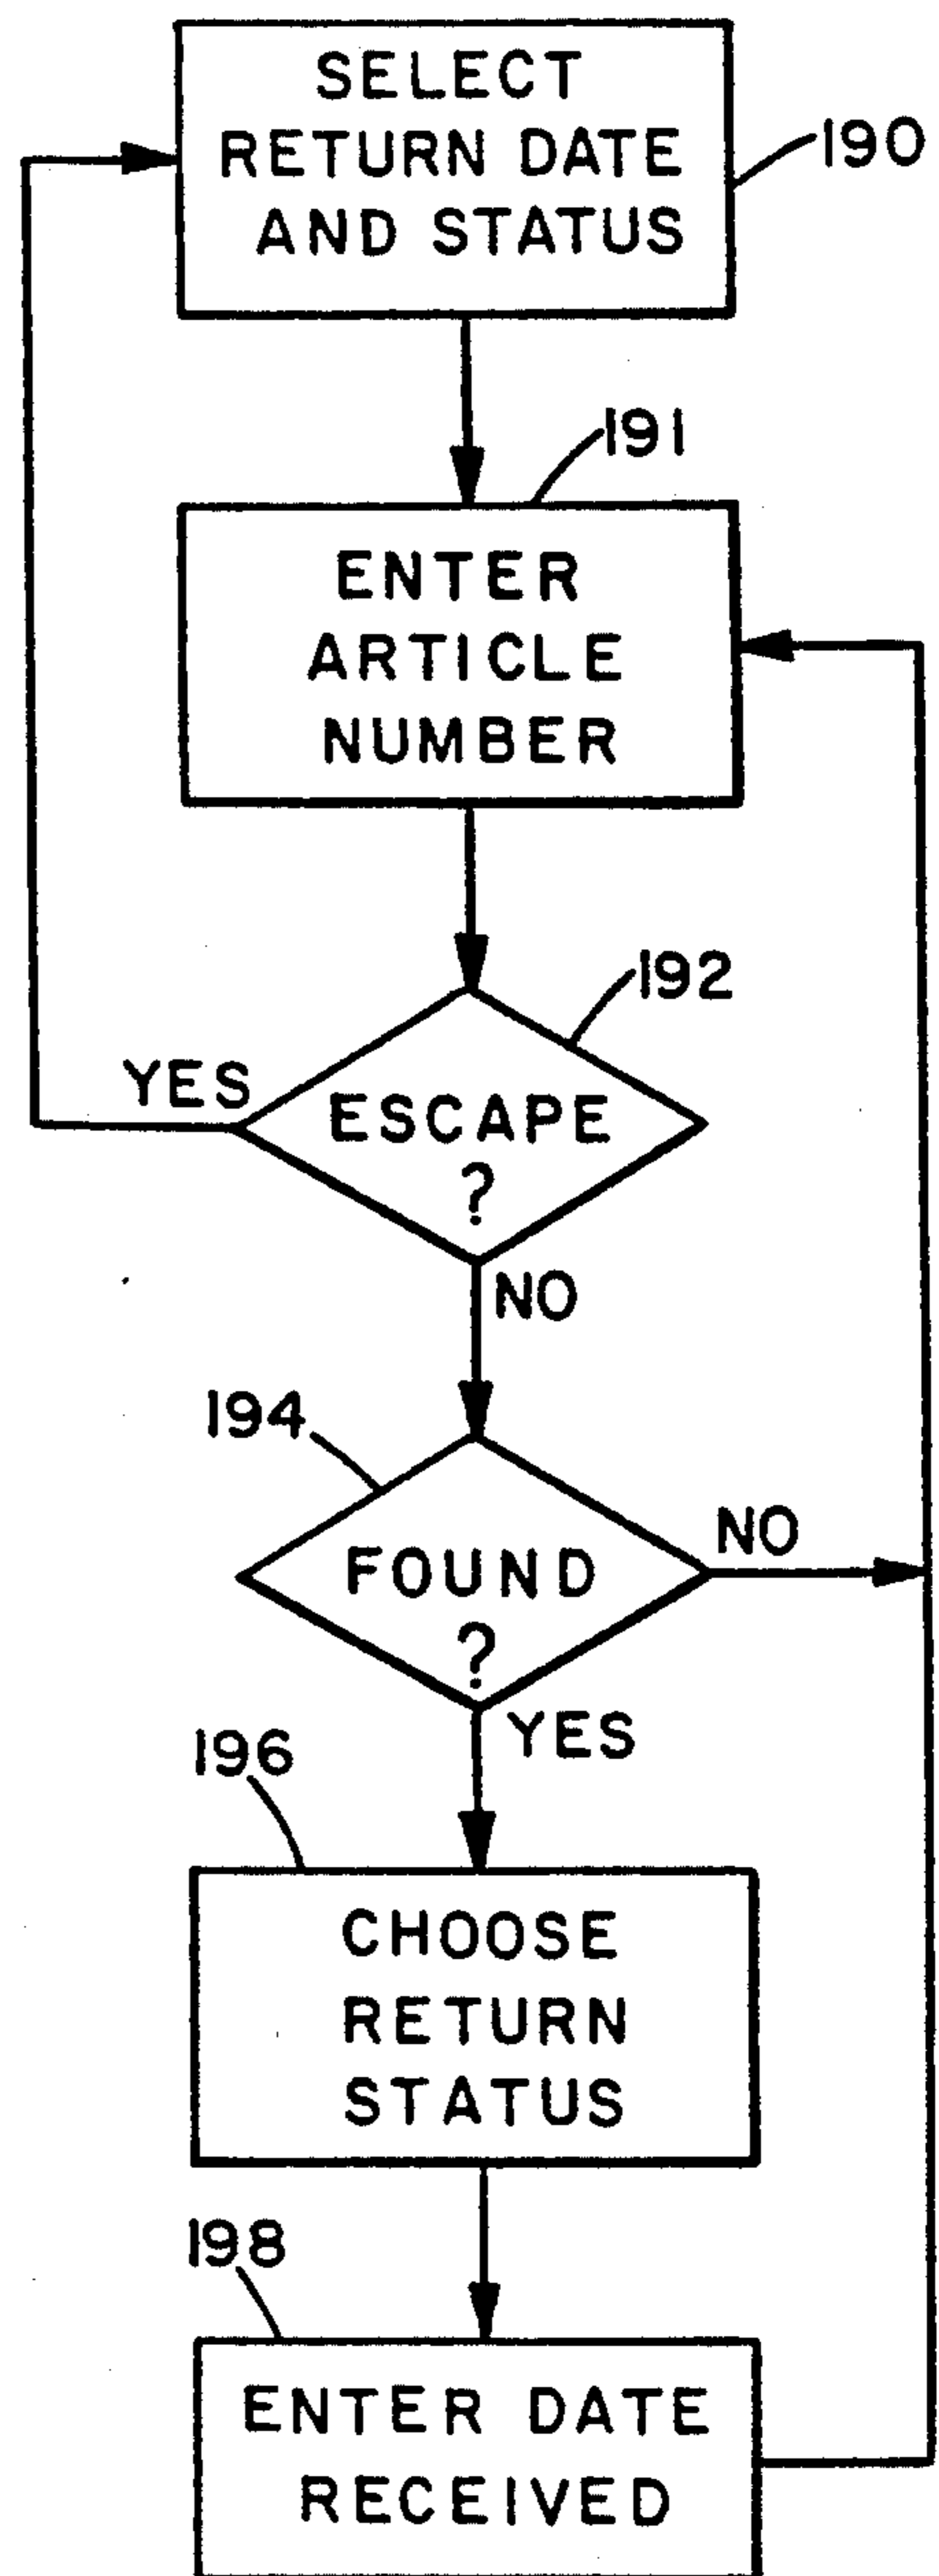 SELECT
RETURN DATE
AND STATUS
190
191
ENTER
ARTICLE
NUMBER
192
YES
ESCAPE
?
NO
194
NO
FOUND
?
YES
196
CHOOSE
RETURN
STATUS
198
ENTER DATE
RECEIVED